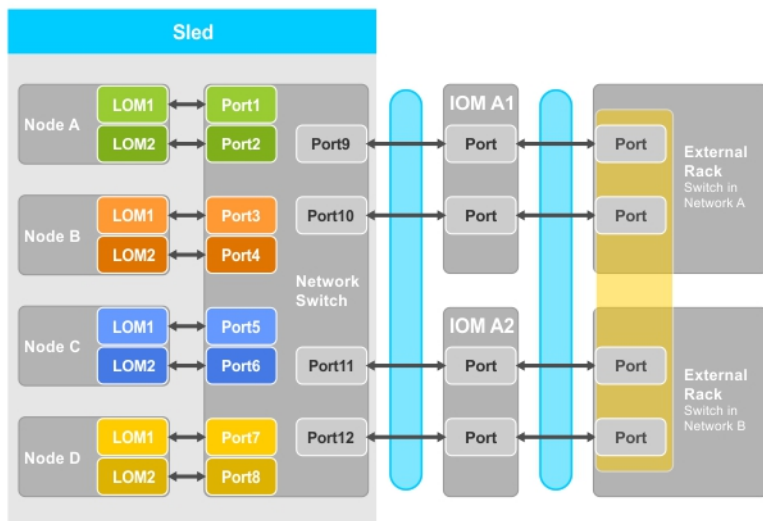 Sled
Node A
LOM1
Port1
LOM2
Port2
Node B
LOM1
Port3
LOM2
Port4
Node C
LOM1
Port5
LOM2
Port6
Node D
LOM1
Port7
LOM2
Port8
Network
Switch
Port9
Port10
Port11
Port12
IOM A1
Port
Port
IOM A2
Port
Port
Port
Port
External
Rack
Switch in
Network A
Port
Port
External
Rack
Switch in
Network B